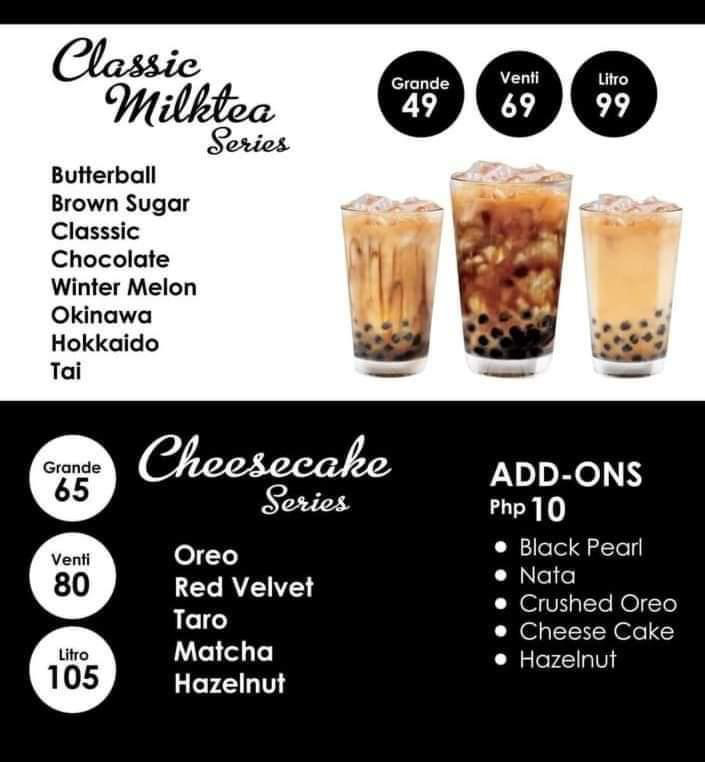 Classic
Milktea
Series
Grande
49
Venti
69
Litro
99
Butterball
Brown Sugar
Classsic
Chocolate
Winter Melon
Okinawa
Hokkaido
Tai
Grande
65
Venti
80
Litro
105
Cheesecake
Series
Oreo
Red Velvet
Taro
Matcha
Hazelnut
ADD-ONS
Php 10
• Black Pearl
• Nata
• Crushed Oreo
• Cheese Cake
• Hazelnut